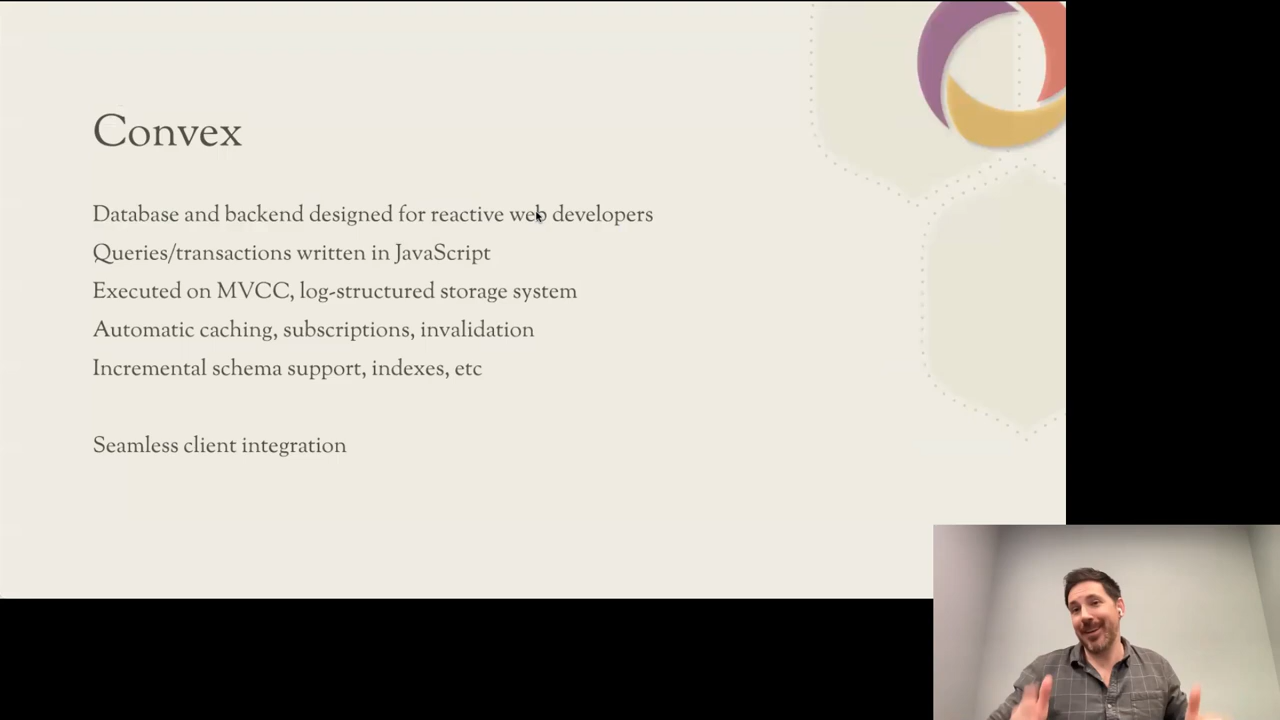 Convex
Database and backend designed for reactive web developers
Queries/transactions written in JavaScript
Executed on MVCC, log-structured storage system
Automatic caching, subscriptions, invalidation
Incremental schema support, indexes, etc
Seamless client integration